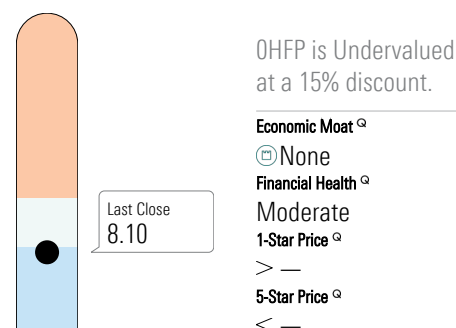 0HFP is Undervalued
at a 15% discount.
Economic Moat Q
None
Financial Health Q
Moderate
1-Star Price Q
> —
5-Star Price Q
< —
Last Close
8.10